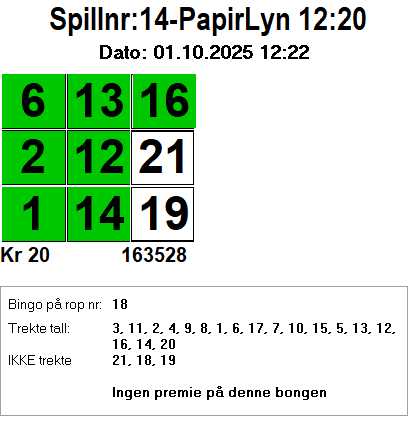 Spillnr:14-PapirLyn 12:20
Dato: 01.10.2025 12:22
6 13 16
2 12 21
1 14 19
Kr 20 163528
Bingo på rop nr: 18
Trekte tall: 3, 11, 2, 4, 9, 8, 1, 6, 17, 7, 10, 15, 5, 13, 12,
16, 14, 20
IKKE trekte 21, 18, 19
Ingen premie på denne bongen